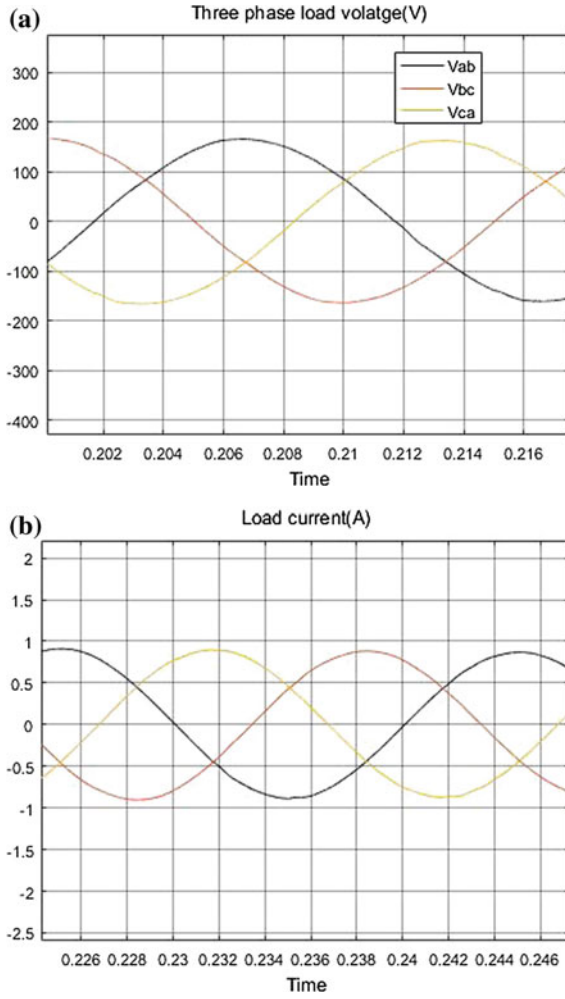 (a)
Three phase load volatge(V)
Vab
Vbc
Vca
300
200
100
0
-100
-200
-300
-400
0.202 0.204 0.206 0.208 0.21 0.212 0.214 0.216
Time
(b)
Load current(A)
2
1.5
1
0.5
0
-0.5
-1
-1.5
-2
-2.5
0.226 0.228 0.23 0.232 0.234 0.236 0.238 0.24 0.242 0.244 0.246
Time